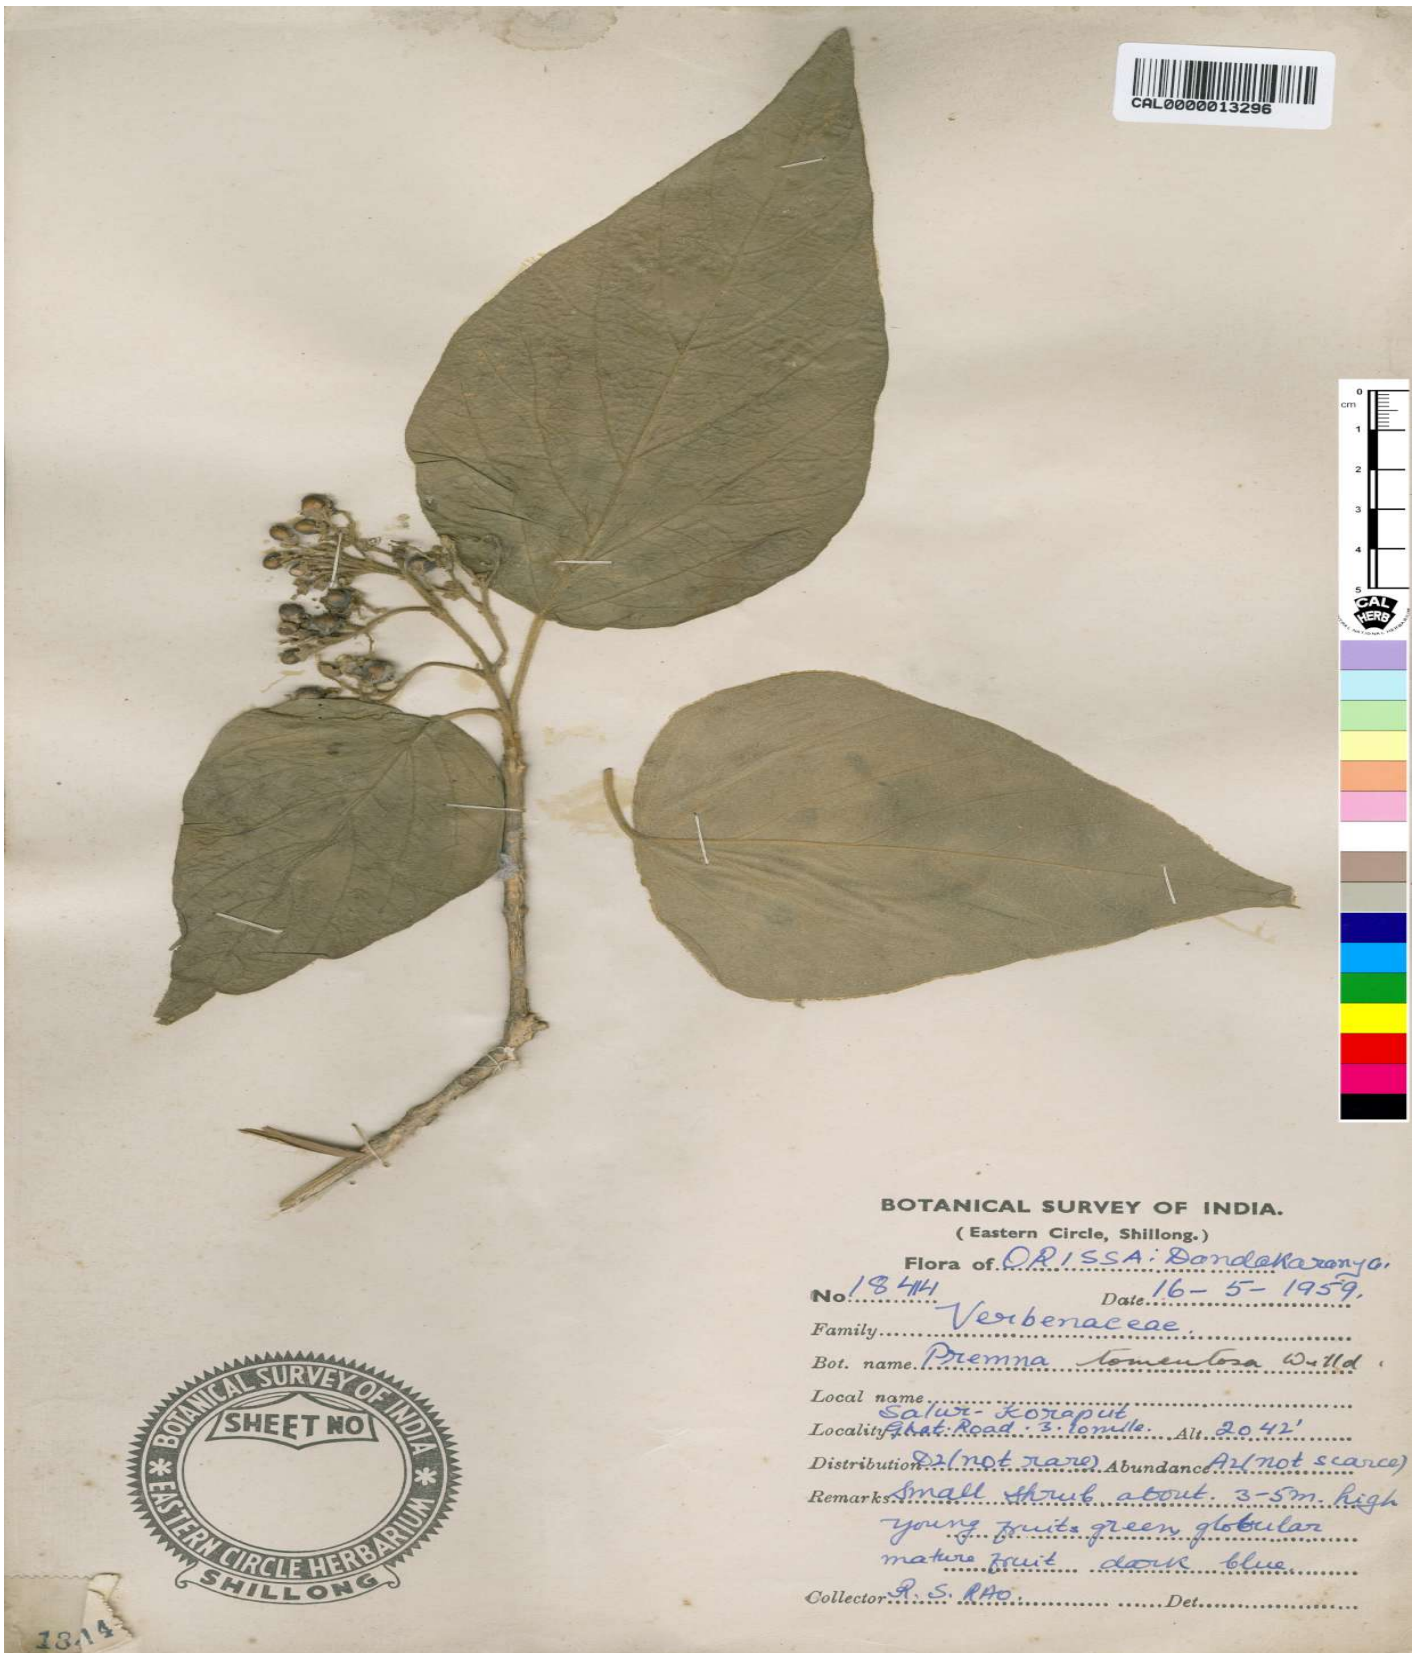 CAL0000013296
0
cm
1
2
3
4
5
CAL
HERB
BOTANICAL SURVEY OF INDIA.
(Eastern Circle, Shillong.)
Flora of ORISSA: Dandakaranya.
No 18414 Date 16-5-1959.
Family Verbenaceae.
Bot. name Premna tomentosa Willd.
Local name
Salur-Koraput
Locality Ghat Road. 3. Alt 2042'
Distribution D2(not rare) Abundance A2(not scarce)
Remarks Small shrub about 3-5m. high
young fruits green, globular
mature fruit dark blue.
Collector R. S. RAO. Det.
BOTANICAL SURVEY OF INDIA
SHEET NO
EASTERN CIRCLE HERBARIUM
SHILLONG